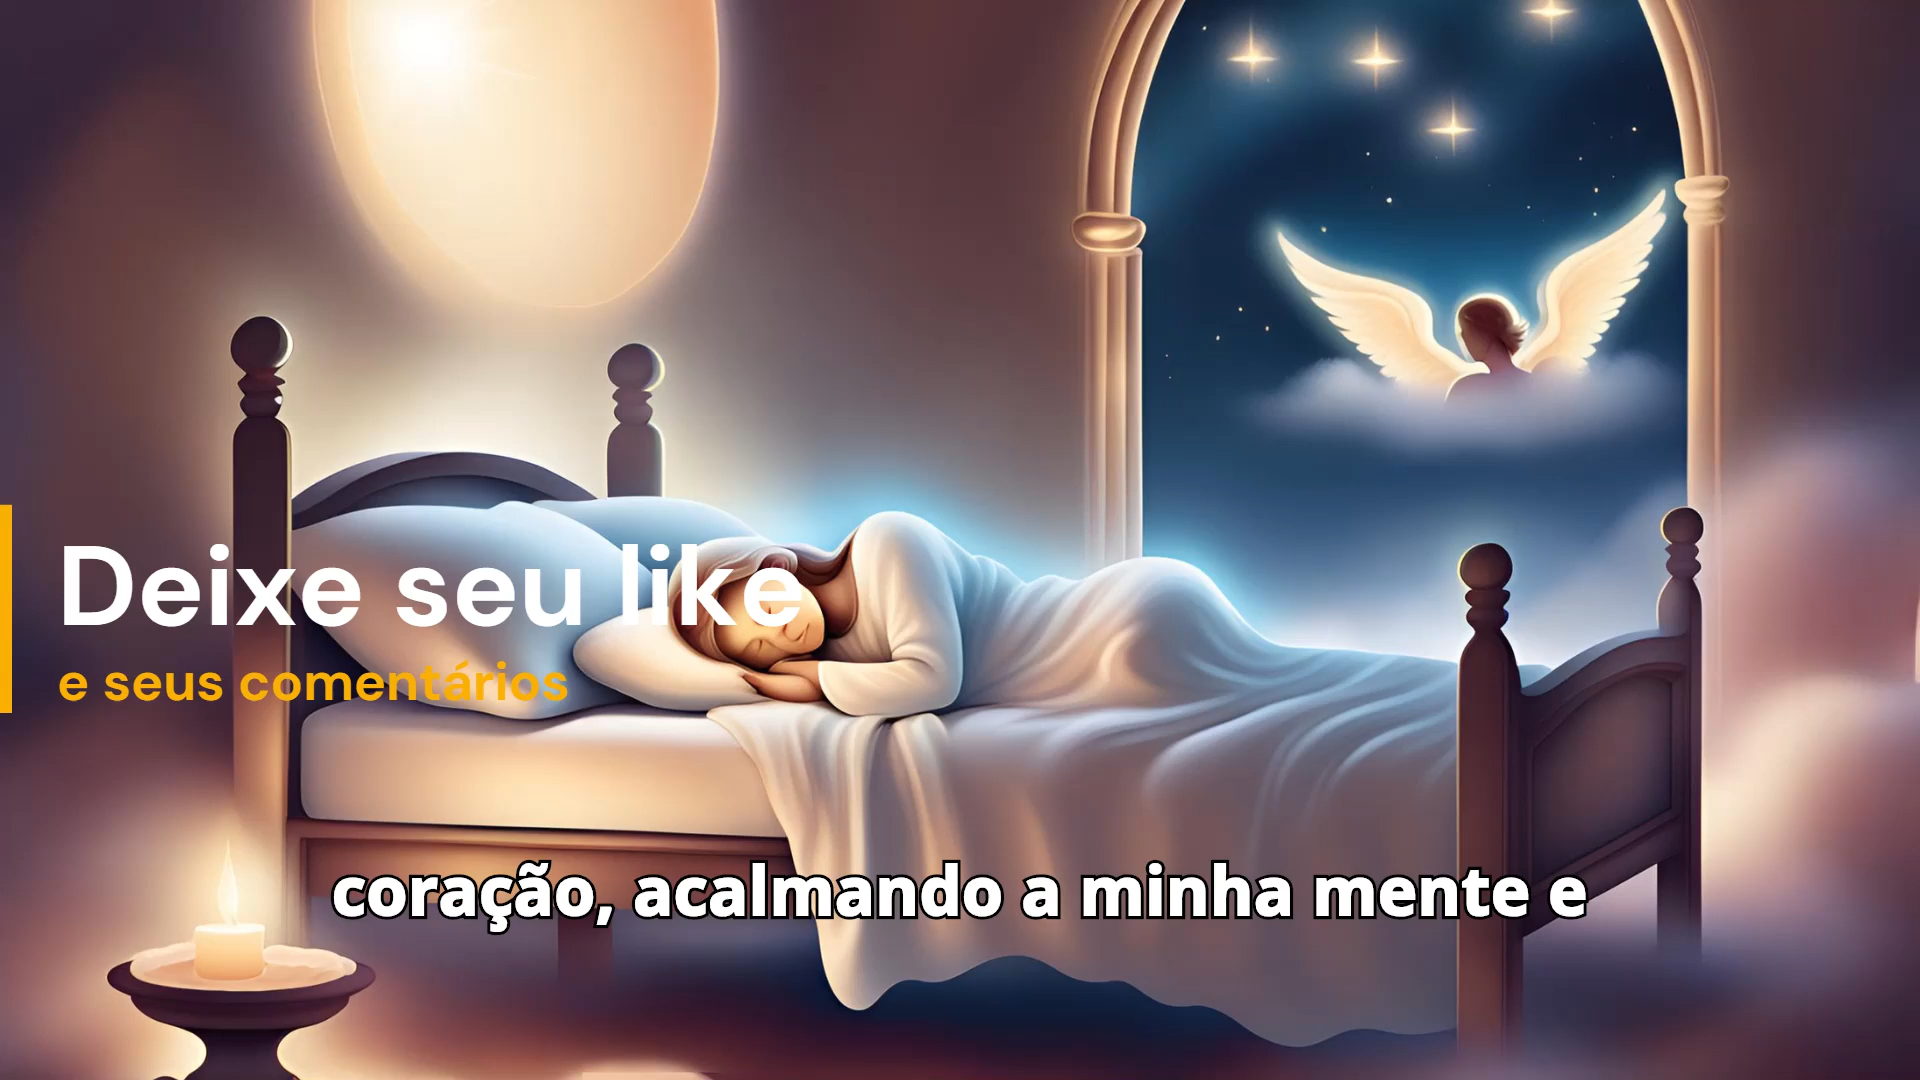 Deixe seu like
e seus comentários
coração, acalmando a minha mente e